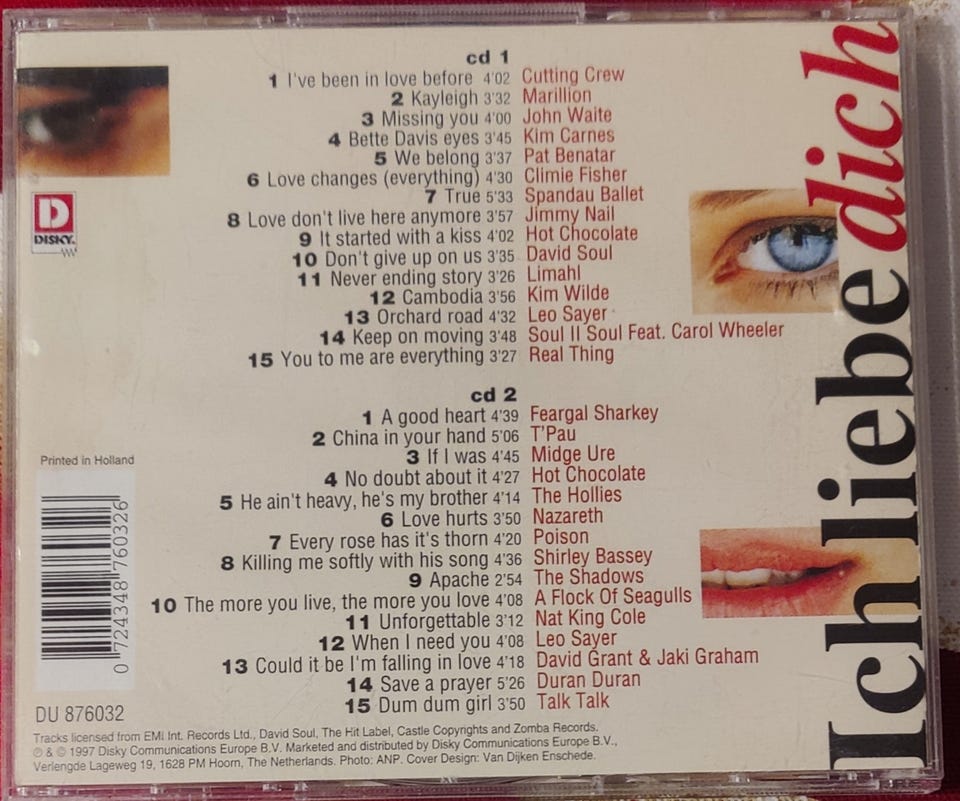 cd 1
1 I've been in love before 4'02 Cutting Crew
2 Kayleigh 3'32 Marillion
3 Missing you 4'00 John Waite
4 Bette Davis eyes 3'45 Kim Carnes
5 We belong 3'37 Pat Benatar
6 Love changes (everything) 4'30 Climie Fisher
7 True 5'33 Spandau Ballet
8 Love don't live here anymore 3'57 Jimmy Nail
9 It started with a kiss 4'02 Hot Chocolate
10 Don't give up on us 3'35 David Soul
11 Never ending story 3'26 Limahl
12 Cambodia 3'56 Kim Wilde
13 Orchard road 4'32 Leo Sayer
14 Keep on moving 3'48 Soul II Soul Feat. Carol Wheeler
15 You to me are everything 3'27 Real Thing
cd 2
1 A good heart 4'39 Feargal Sharkey
2 China in your hand 5'06 T'Pau
3 If I was 4'45 Midge Ure
4 No doubt about it 4'27 Hot Chocolate
5 He ain't heavy, he's my brother 4'14 The Hollies
6 Love hurts 3'50 Nazareth
7 Every rose has it's thorn 4'20 Poison
8 Killing me softly with his song 4'36 Shirley Bassey
9 Apache 2'54 The Shadows
10 The more you live, the more you love 4'08 A Flock Of Seagulls
11 Unforgettable 3'12 Nat King Cole
12 When I need you 4'08 Leo Sayer
13 Could it be I'm falling in love 4'18 David Grant & Jaki Graham
14 Save a prayer 5'26 Duran Duran
15 Dum dum girl 3'50 Talk Talk
D
DISKY.
Printed in Holland
0 724348 760326
DU 876032
Tracks licensed from EMI Int. Records Ltd., David Soul, The Hit Label, Castle Copyrights and Zomba Records.
℗ & © 1997 Disky Communications Europe B.V. Marketed and distributed by Disky Communications Europe B.V.,
Verlengde Lageweg 19, 1628 PM Hoorn, The Netherlands. Photo: ANP. Cover Design: Van Dijken Enschede.
Ich liebe dich